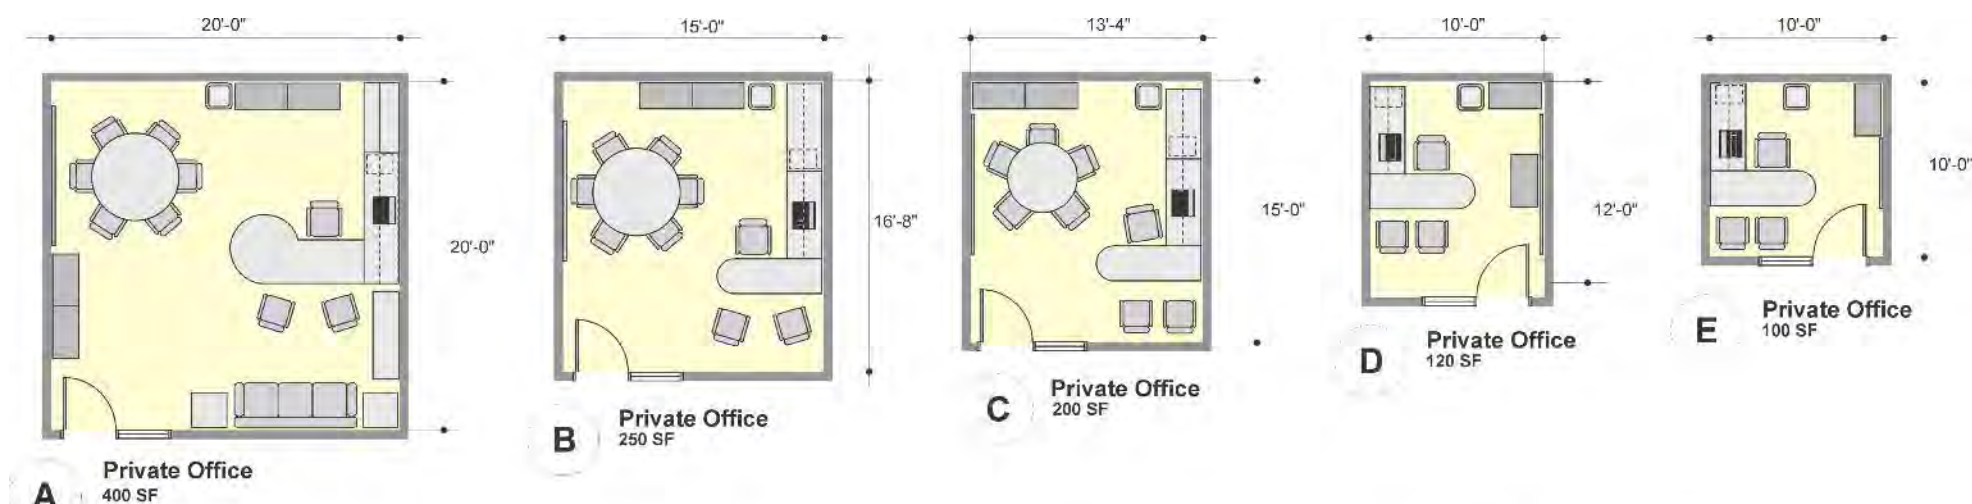 20'-0"
20'-0"
A
Private Office
400 SF
15'-0"
16'-8"
B
Private Office
250 SF
13'-4"
15'-0"
C
Private Office
200 SF
10'-0"
12'-0"
D
Private Office
120 SF
10'-0"
10'-0"
E
Private Office
100 SF